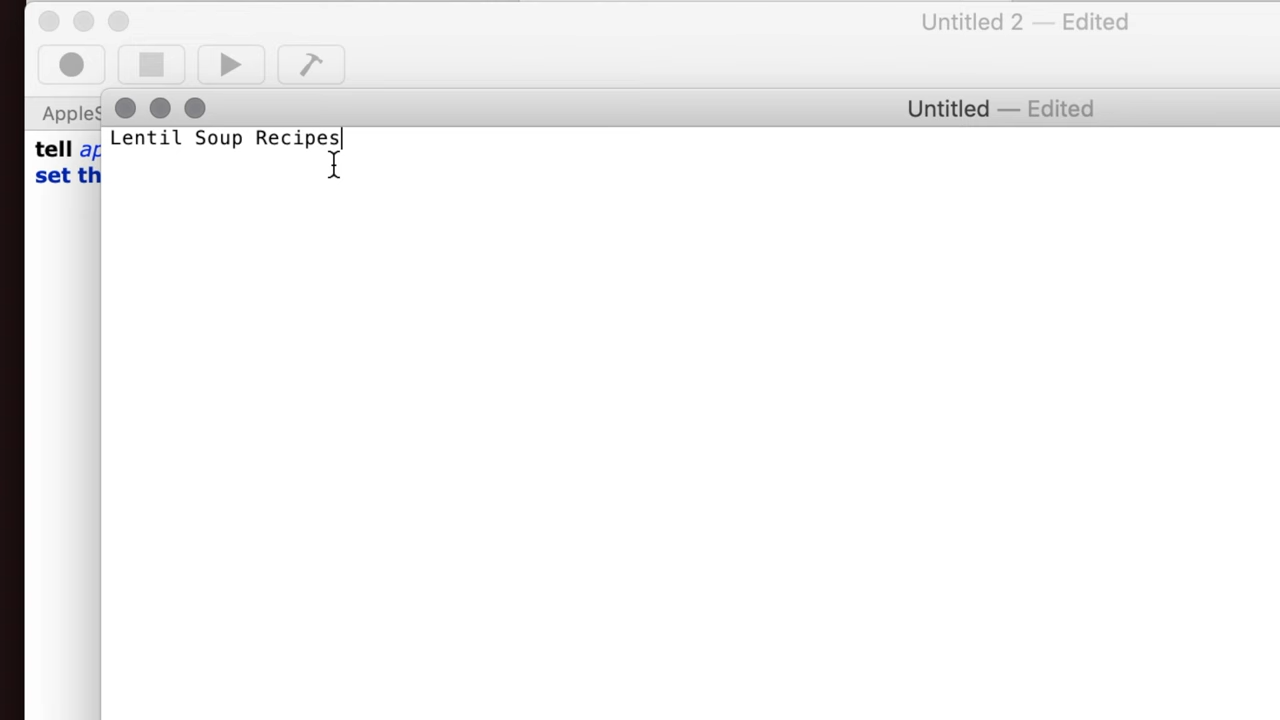 Untitled 2 — Edited
Untitled — Edited
AppleS
Lentil Soup Recipes
tell ap
set th